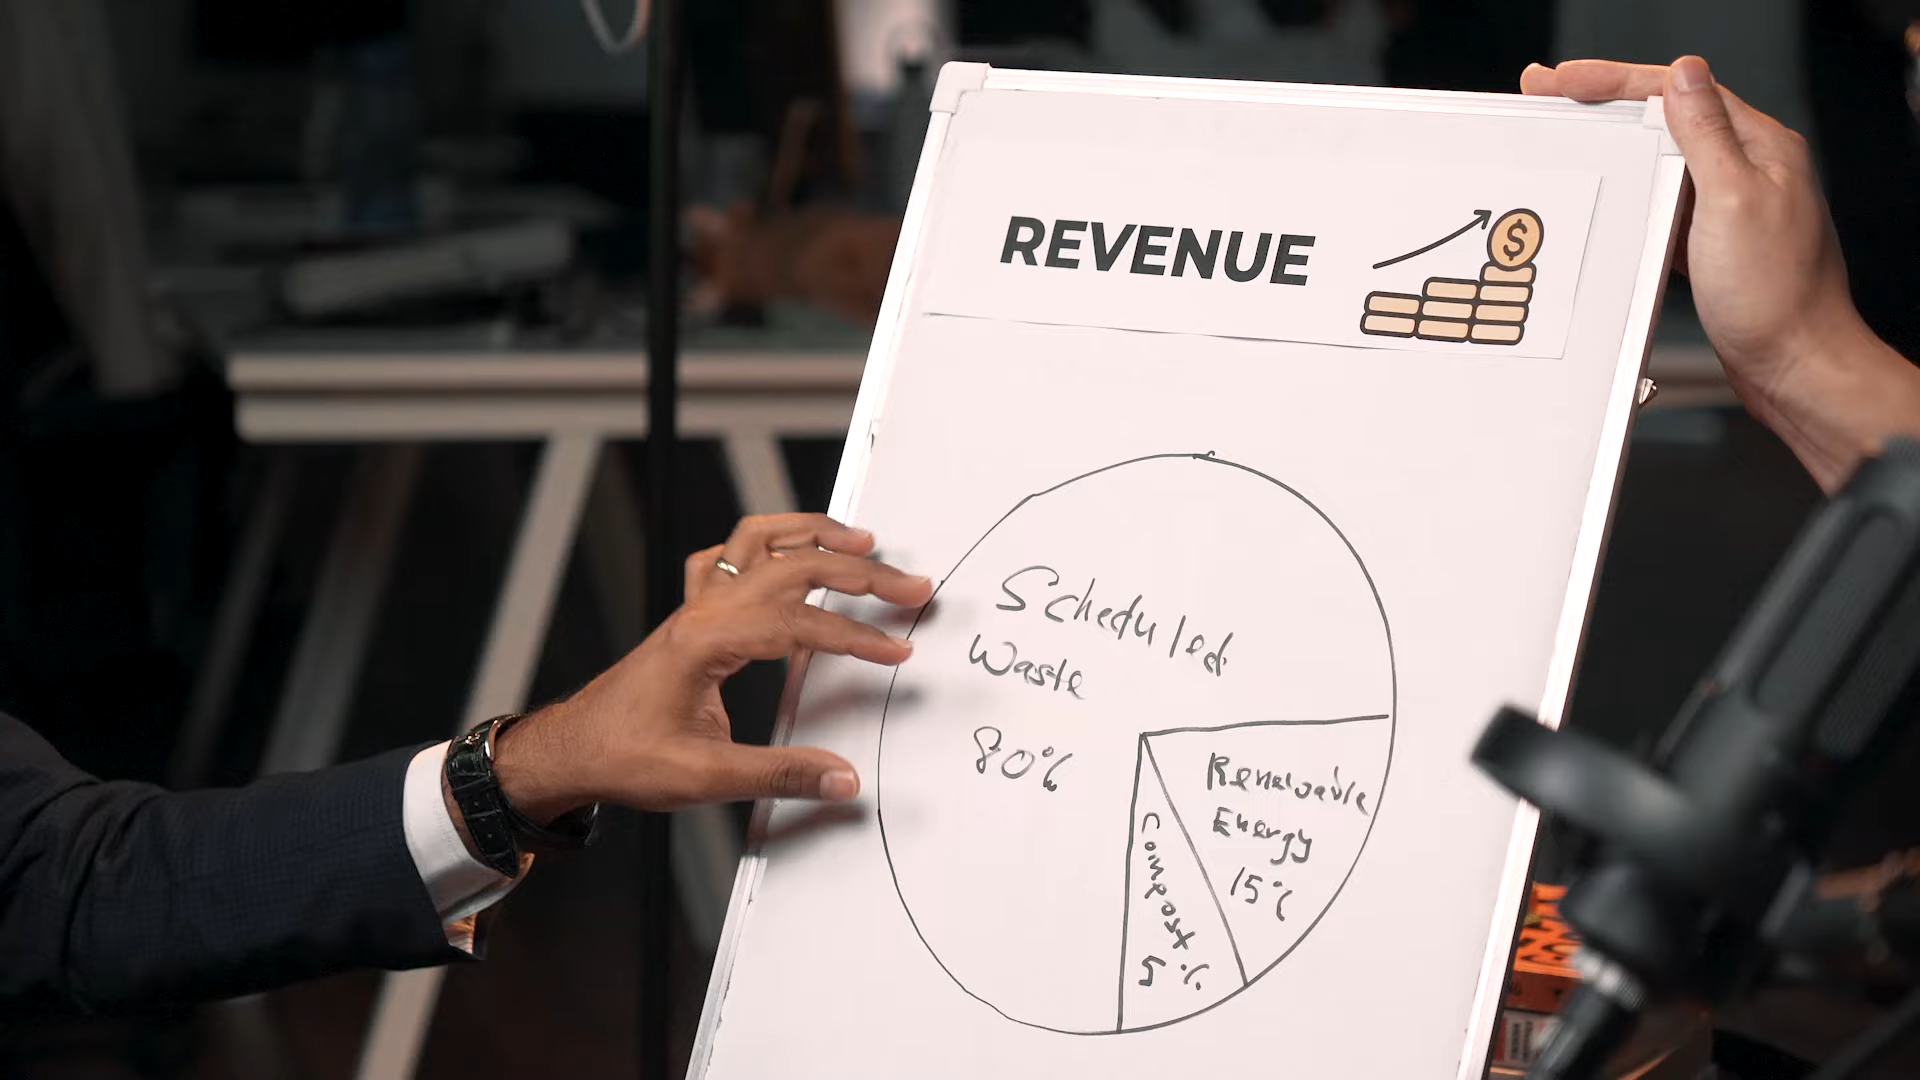 REVENUE
$
Scheduled
Waste
80%
Renewable
Energy
15%
Compost
5%